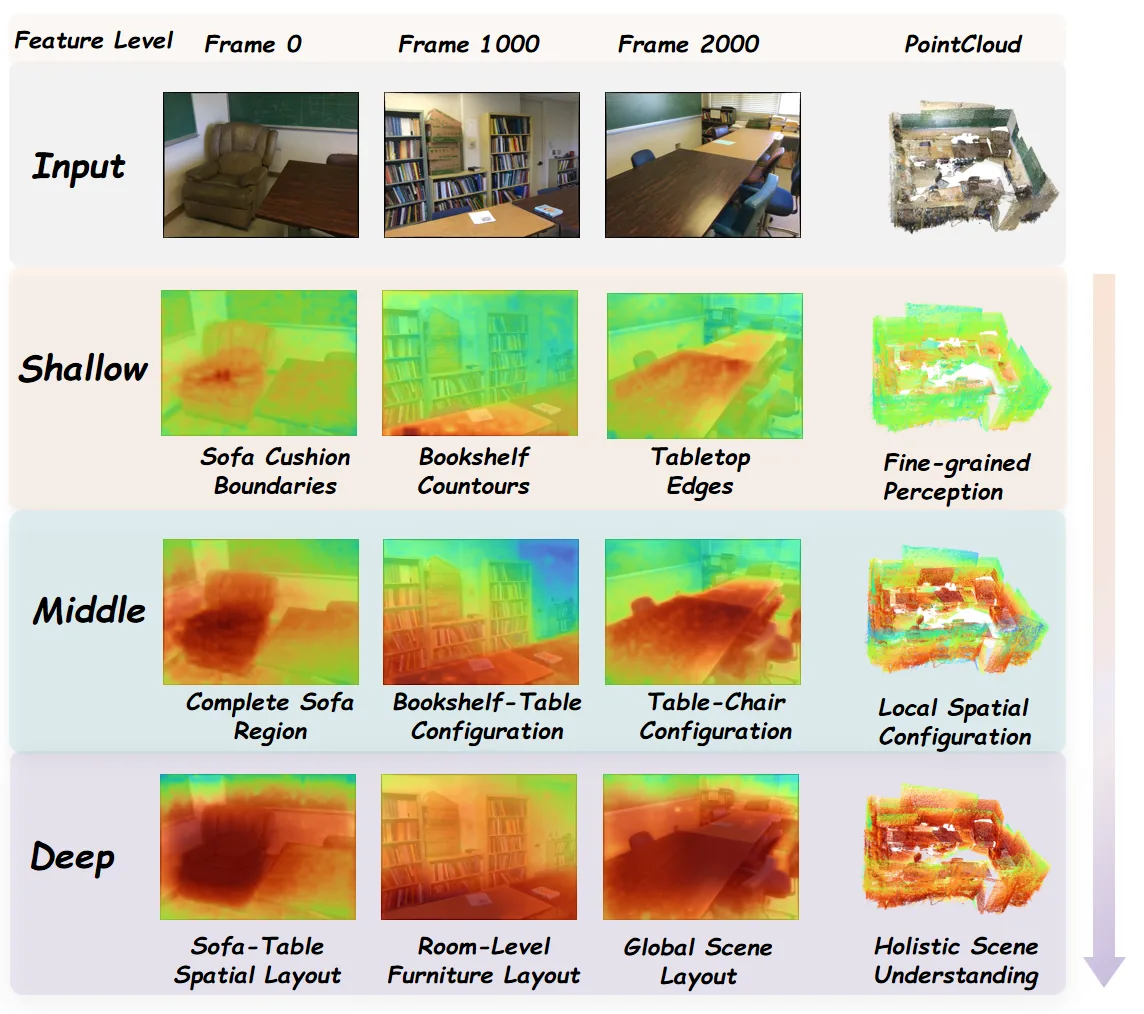 Feature Level Frame 0 Frame 1000 Frame 2000 PointCloud
Input
Shallow
Sofa Cushion
Boundaries
Bookshelf
Countours
Tabletop
Edges
Fine-grained
Perception
Middle
Complete Sofa
Region
Bookshelf-Table
Configuration
Table-Chair
Configuration
Local Spatial
Configuration
Deep
Sofa-Table
Spatial Layout
Room-Level
Furniture Layout
Global Scene
Layout
Holistic Scene
Understanding